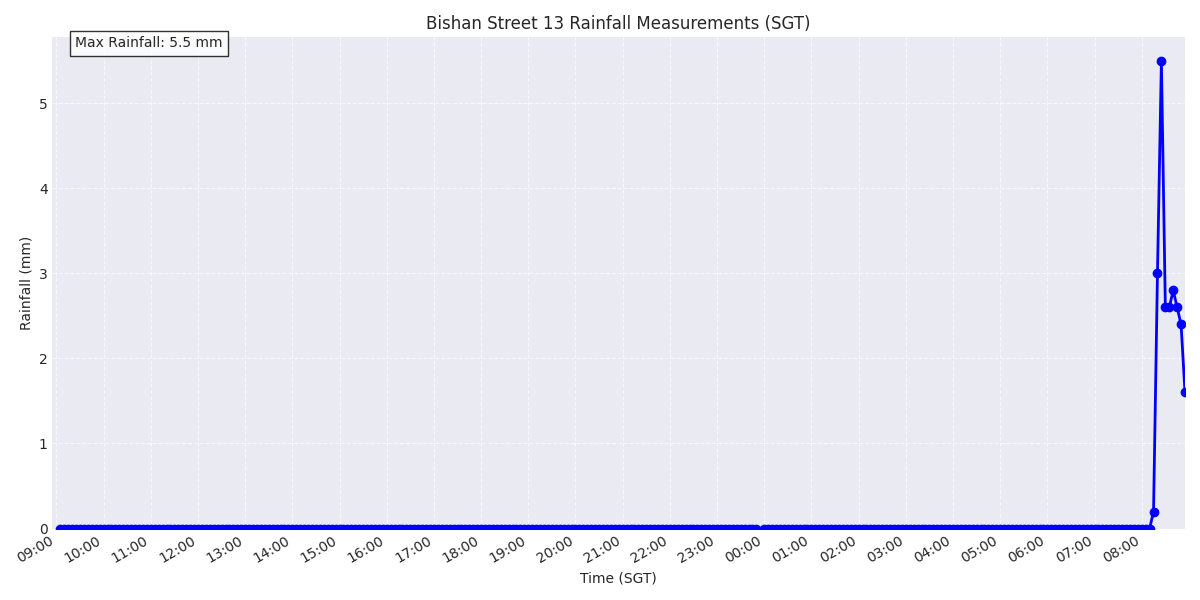 Bishan Street 13 Rainfall Measurements (SGT)
Max Rainfall: 5.5 mm
Rainfall (mm)
5
4
3
2
1
0
09:00 10:00 11:00 12:00 13:00 14:00 15:00 16:00 17:00 18:00 19:00 20:00 21:00 22:00 23:00 00:00 01:00 02:00 03:00 04:00 05:00 06:00 07:00 08:00
Time (SGT)